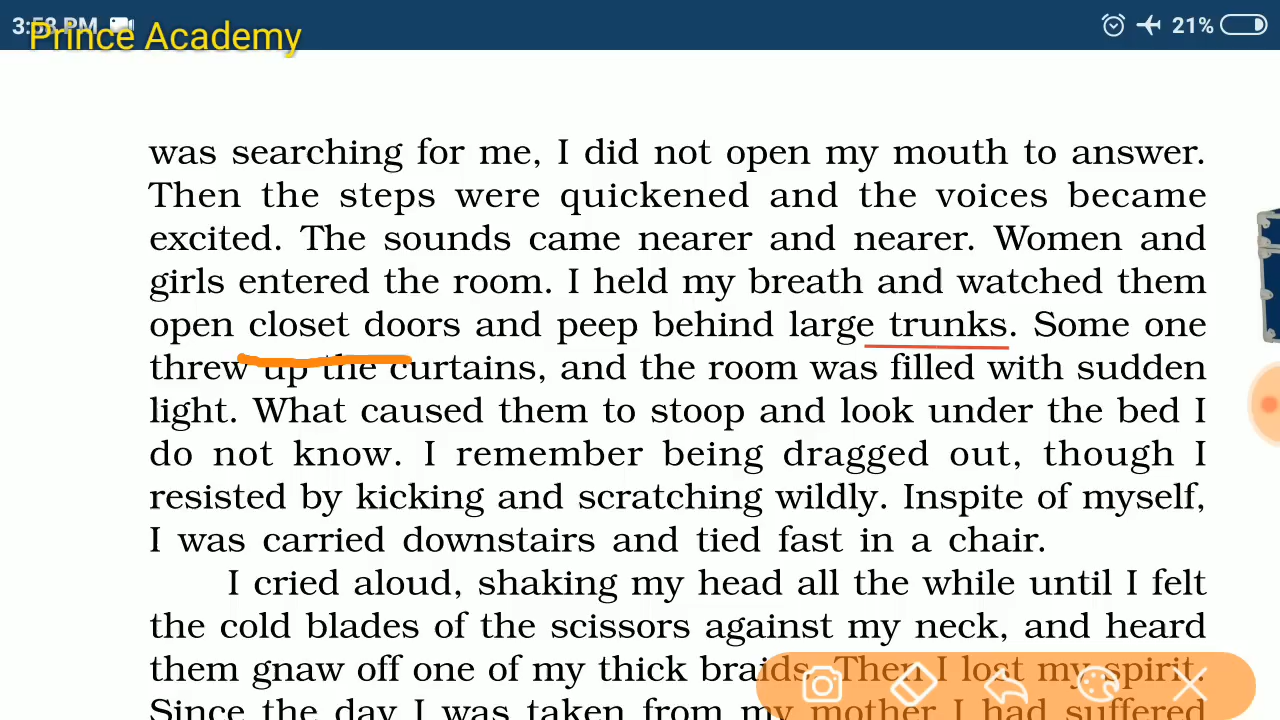 3:58 PM
Prince Academy
21%
was searching for me, I did not open my mouth to answer.
Then the steps were quickened and the voices became
excited. The sounds came nearer and nearer. Women and
girls entered the room. I held my breath and watched them
open closet doors and peep behind large trunks. Some one
threw up the curtains, and the room was filled with sudden
light. What caused them to stoop and look under the bed I
do not know. I remember being dragged out, though I
resisted by kicking and scratching wildly. Inspite of myself,
I was carried downstairs and tied fast in a chair.
I cried aloud, shaking my head all the while until I felt
the cold blades of the scissors against my neck, and heard
them gnaw off one of my thick braids. Then I lost my spirit.
Since the day I was taken from my mother I had suffered